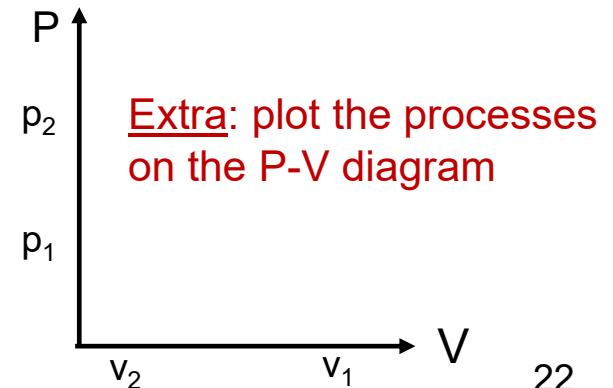 P
p₂
Extra: plot the processes
on the P-V diagram
p₁
V
v₂
v₁
22